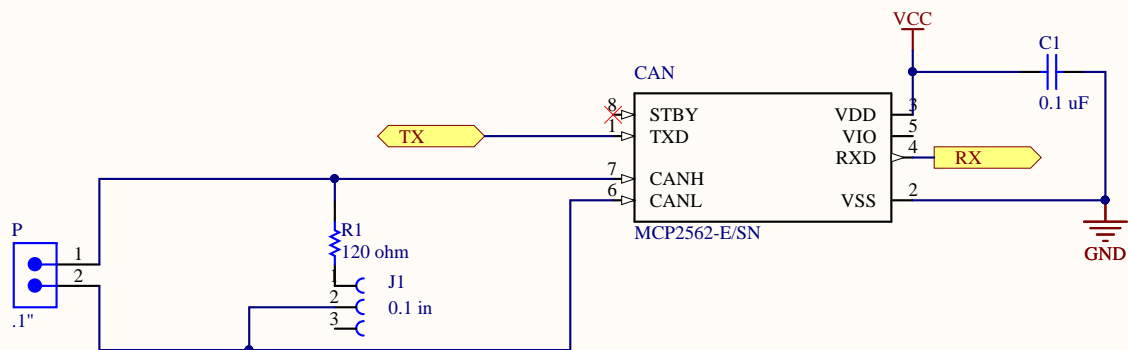 VCC
C1
0.1 uF
CAN
8 STBY VDD 3
1 TXD VIO 5
TX
RXD 4
RX
7 CANH
6 CANL VSS 2
MCP2562-E/SN
GND
P
1
2
.1"
R1
120 ohm
1 J1
2 0.1 in
3